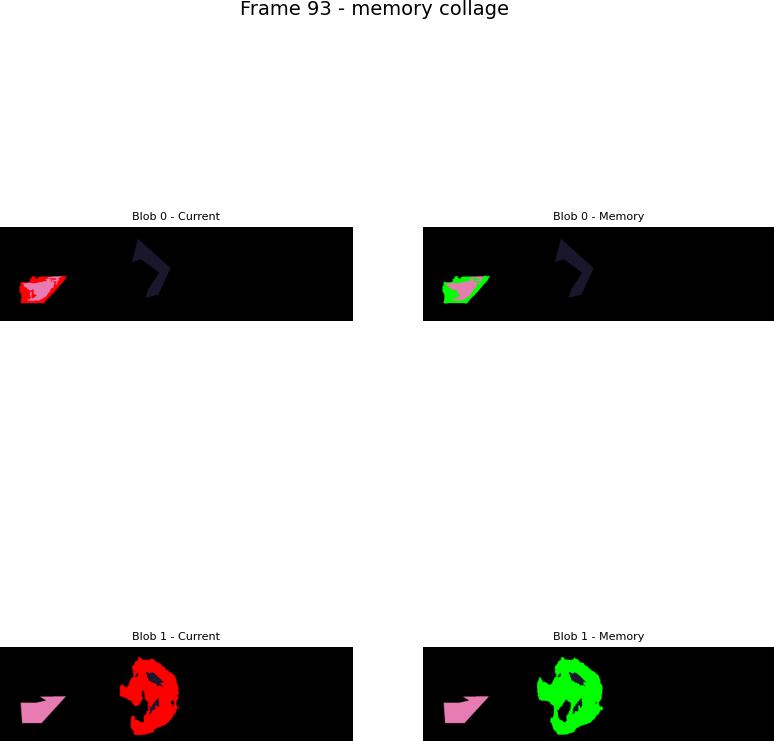 Frame 93 - memory collage
Blob 0 - Current
Blob 0 - Memory
Blob 1 - Current
Blob 1 - Memory